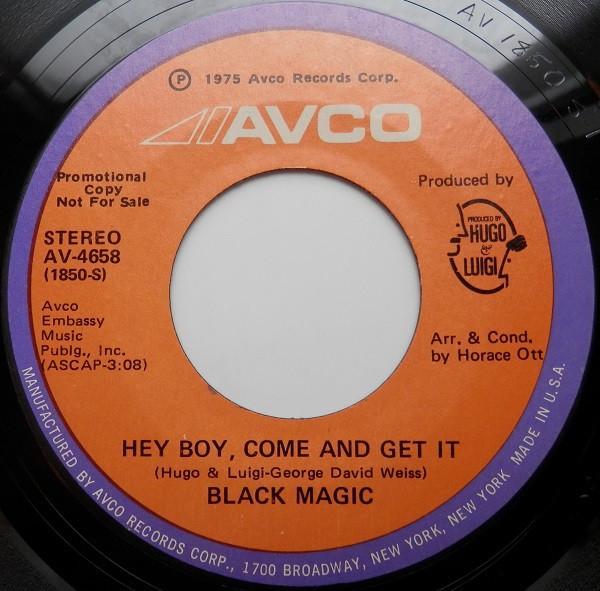 AV 1850 S1
Ⓟ 1975 Avco Records Corp.
AVCO
Promotional
Copy
Not For Sale
Produced by
PRODUCED BY
HUGO
&
LUIGI
STEREO
AV-4658
(1850-S)
Avco
Embassy
Music
Publg., Inc.
(ASCAP-3:08)
Arr. & Cond.
by Horace Ott
HEY BOY, COME AND GET IT
(Hugo & Luigi-George David Weiss)
BLACK MAGIC
MANUFACTURED BY AVCO RECORDS CORP., 1700 BROADWAY, NEW YORK, NEW YORK MADE IN U.S.A.